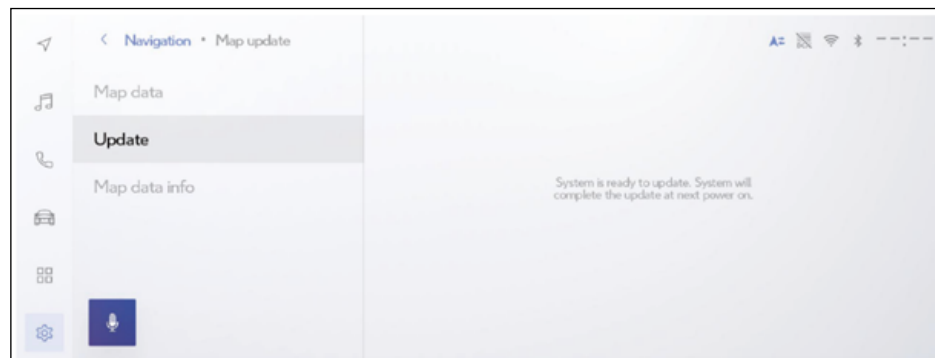 Navigation • Map update
Map data
Update
Map data info
System is ready to update. System will
complete the update at next power on.
--:--